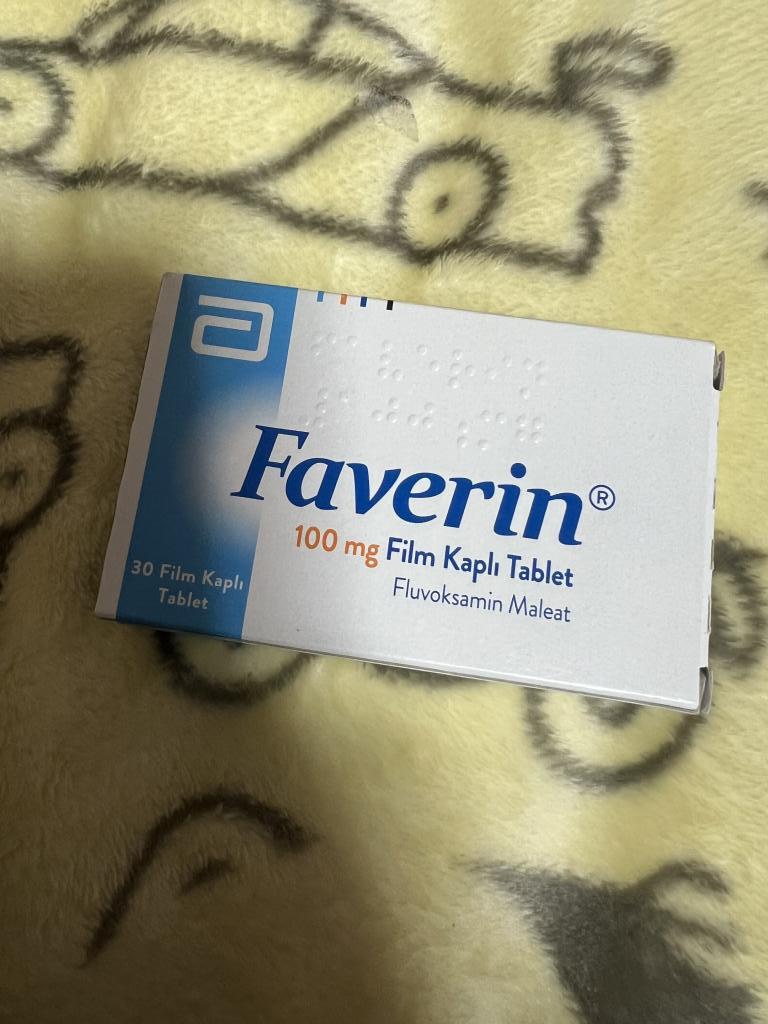 Faverin®
100 mg Film Kaplı Tablet
Fluvoksamin Maleat
30 Film Kaplı
Tablet